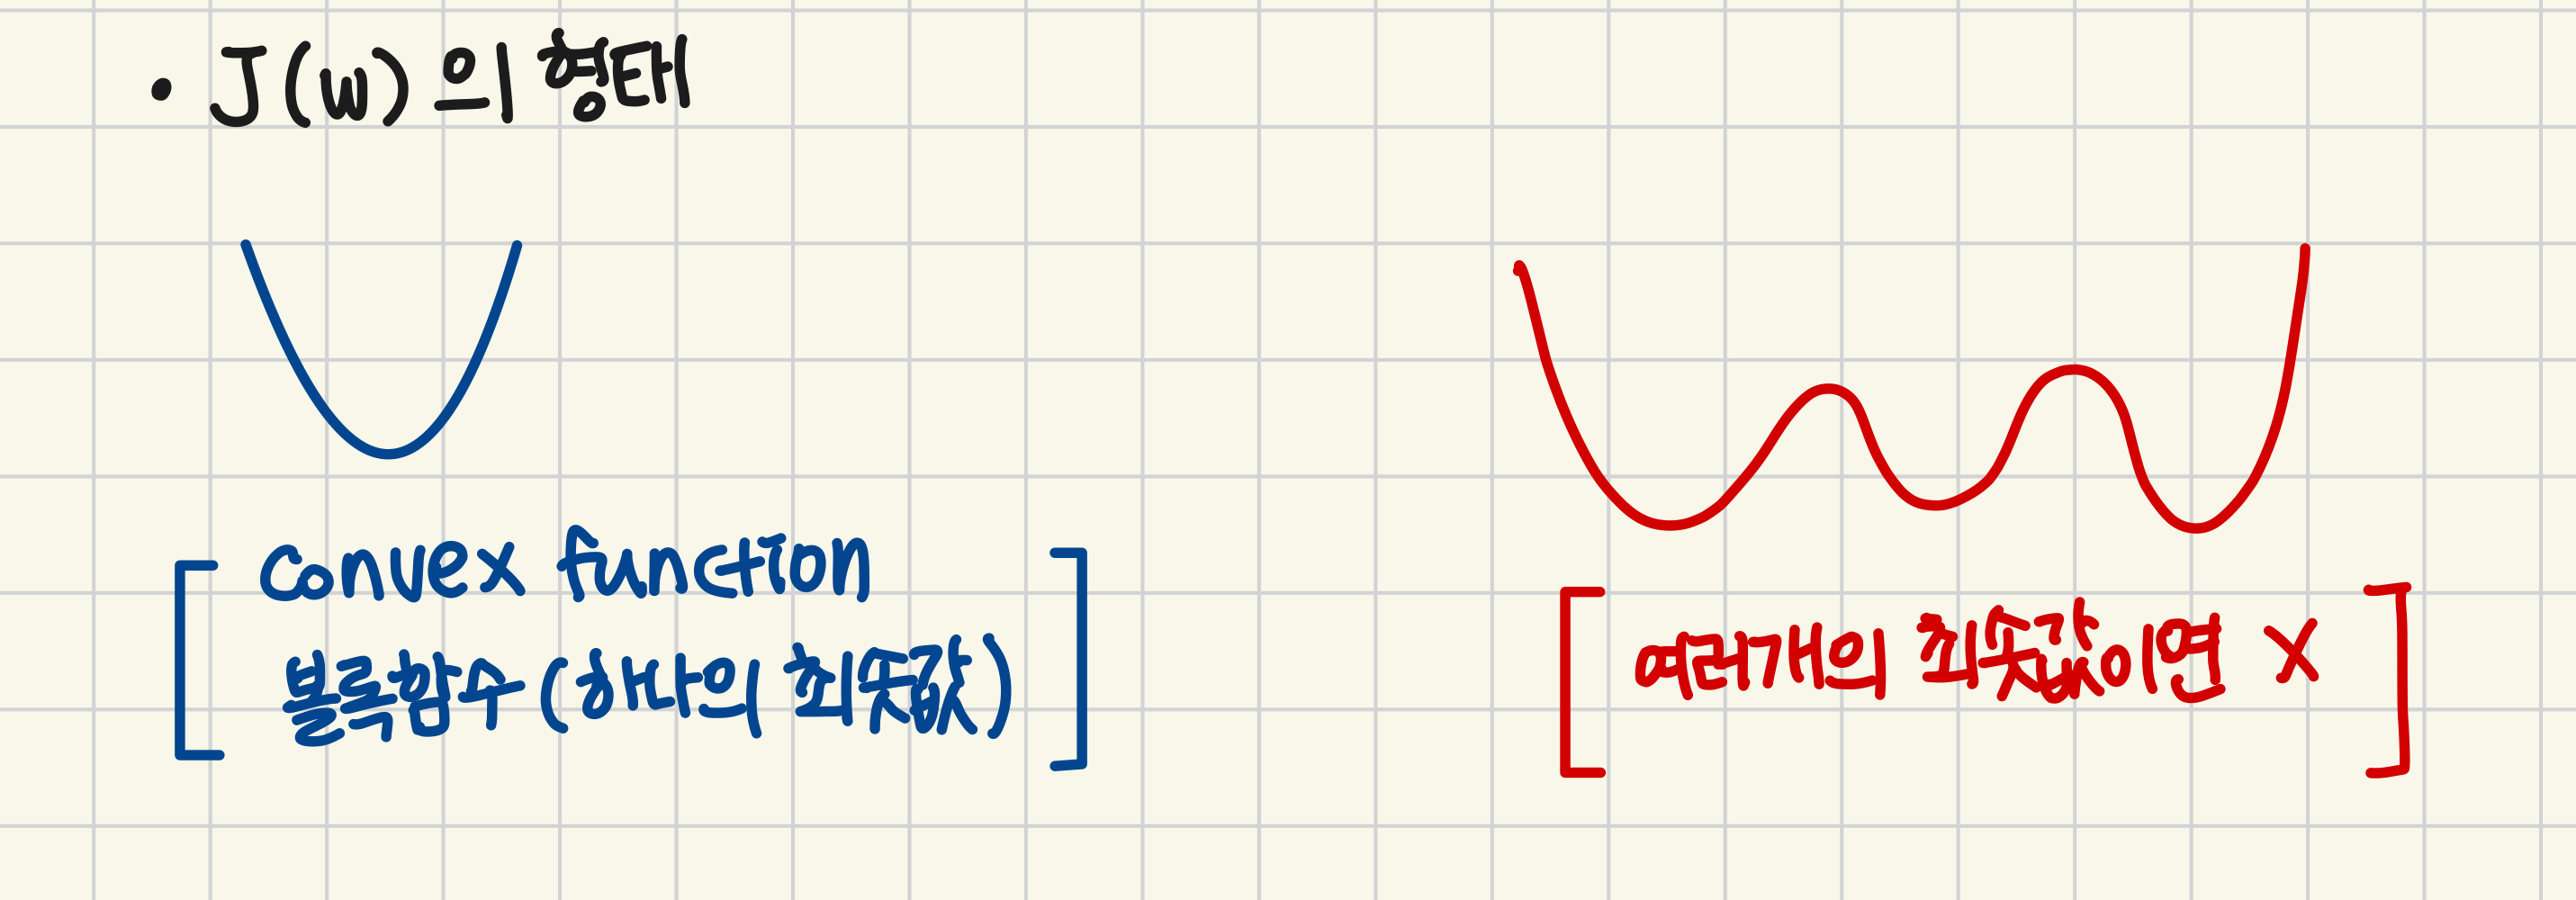 • J(w)의 형태
Convex function
볼록함수 (하나의 최솟값)
여러개의 최솟값이면 X